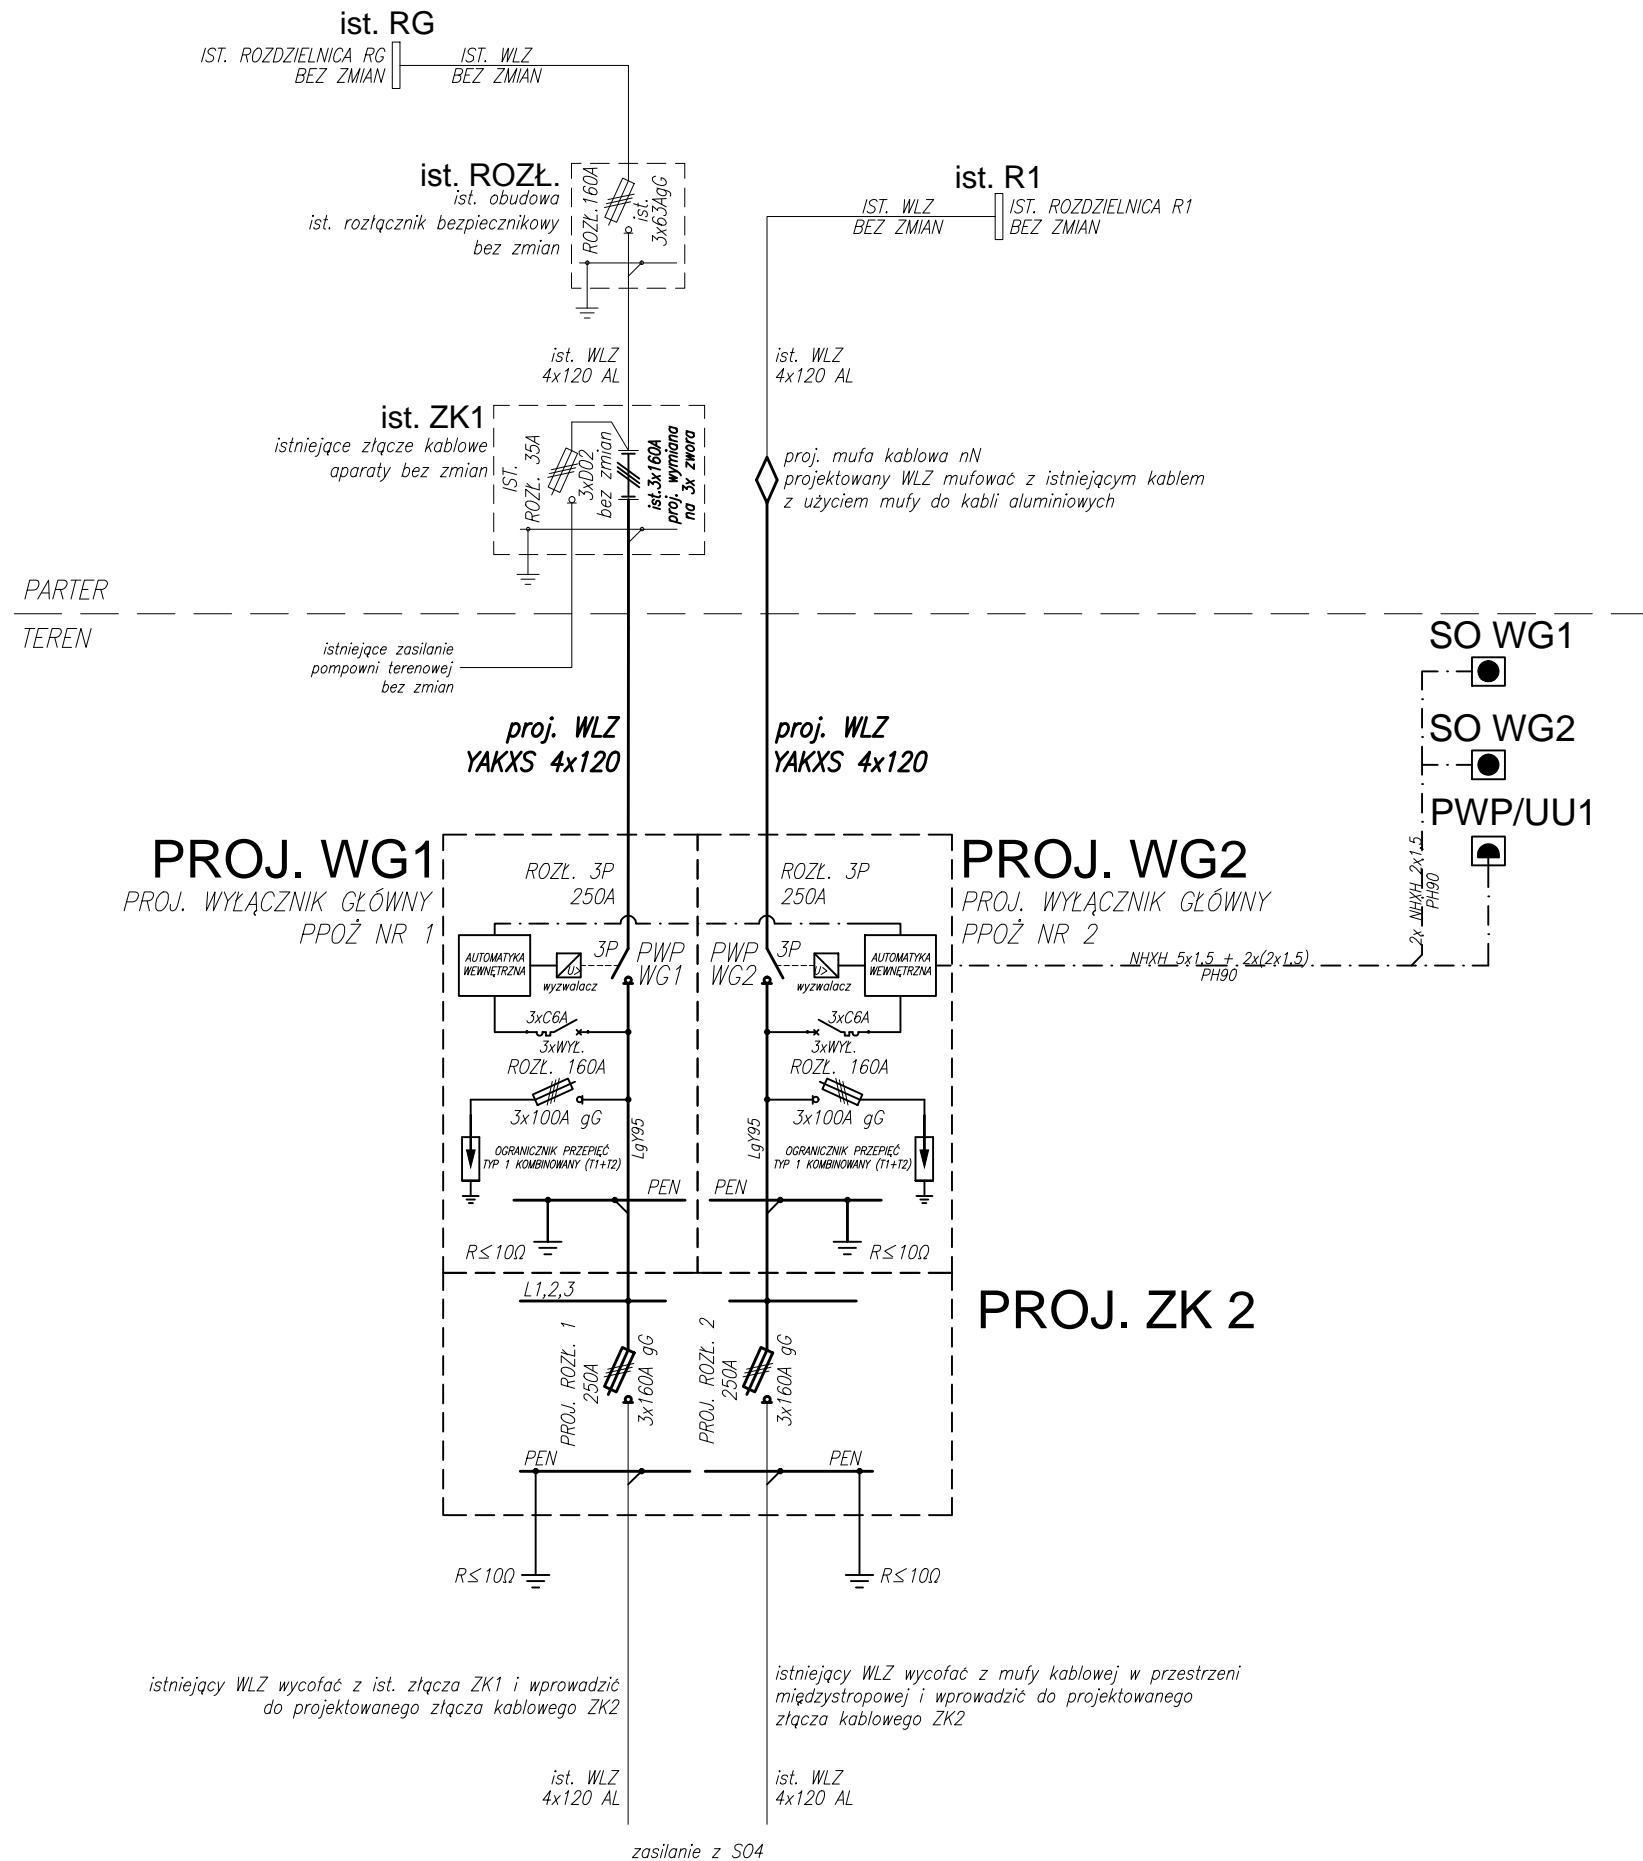 ist. RG
IST. ROZDZIELNICA RG
BEZ ZMIAN
IST. WLZ
BEZ ZMIAN
ist. ROZŁ.
ist. obudowa
ist. rozłącznik bezpiecznikowy
bez zmian
ROZŁ.160A
ist.
3x63AgG
ist. R1
IST. WLZ
BEZ ZMIAN
IST. ROZDZIELNICA R1
BEZ ZMIAN
ist. WLZ
4x120 AL
ist. WLZ
4x120 AL
ist. ZK1
istniejące złącze kablowe
aparaty bez zmian
IST.
ROZŁ. 35A
3xD02
bez zmian
ist.3x160A
proj. wymiana
na 3x zwora
proj. mufa kablowa nN
projektowany WLZ mufować z istniejącym kablem
z użyciem mufy do kabli aluminiowych
PARTER
TEREN
istniejące zasilanie
pompowni terenowej
bez zmian
SO WG1
SO WG2
PWP/UU1
proj. WLZ
YAKXS 4x120
proj. WLZ
YAKXS 4x120
2x NHXH 2x1,5
PH90
PROJ. WG1
PROJ. WYŁĄCZNIK GŁÓWNY
PPOŻ NR 1
ROZŁ. 3P
250A
ROZŁ. 3P
250A
PROJ. WG2
PROJ. WYŁĄCZNIK GŁÓWNY
PPOŻ NR 2
AUTOMATYKA
WEWNĘTRZNA
U>
wyzwalacz
3P
PWP
WG1
PWP
WG2
3P
U>
wyzwalacz
AUTOMATYKA
WEWNĘTRZNA
NHXH 5x1,5 + 2x(2x1,5)
PH90
3xC6A
3xWYŁ.
3xC6A
3xWYŁ.
ROZŁ. 160A
3x100A gG
ROZŁ. 160A
3x100A gG
LgY95
LgY95
OGRANICZNIK PRZEPIĘĆ
TYP 1 KOMBINOWANY (T1+T2)
OGRANICZNIK PRZEPIĘĆ
TYP 1 KOMBINOWANY (T1+T2)
PEN
PEN
R≤10Ω
R≤10Ω
L1,2,3
PROJ. ZK 2
PROJ. ROZŁ. 1
250A
3x160A gG
PROJ. ROZŁ. 2
250A
3x160A gG
PEN
PEN
R≤10Ω
R≤10Ω
istniejący WLZ wycofać z ist. złącza ZK1 i wprowadzić
do projektowanego złącza kablowego ZK2
istniejący WLZ wycofać z mufy kablowej w przestrzeni
międzystropowej i wprowadzić do projektowanego
złącza kablowego ZK2
ist. WLZ
4x120 AL
ist. WLZ
4x120 AL
zasilanie z SO4